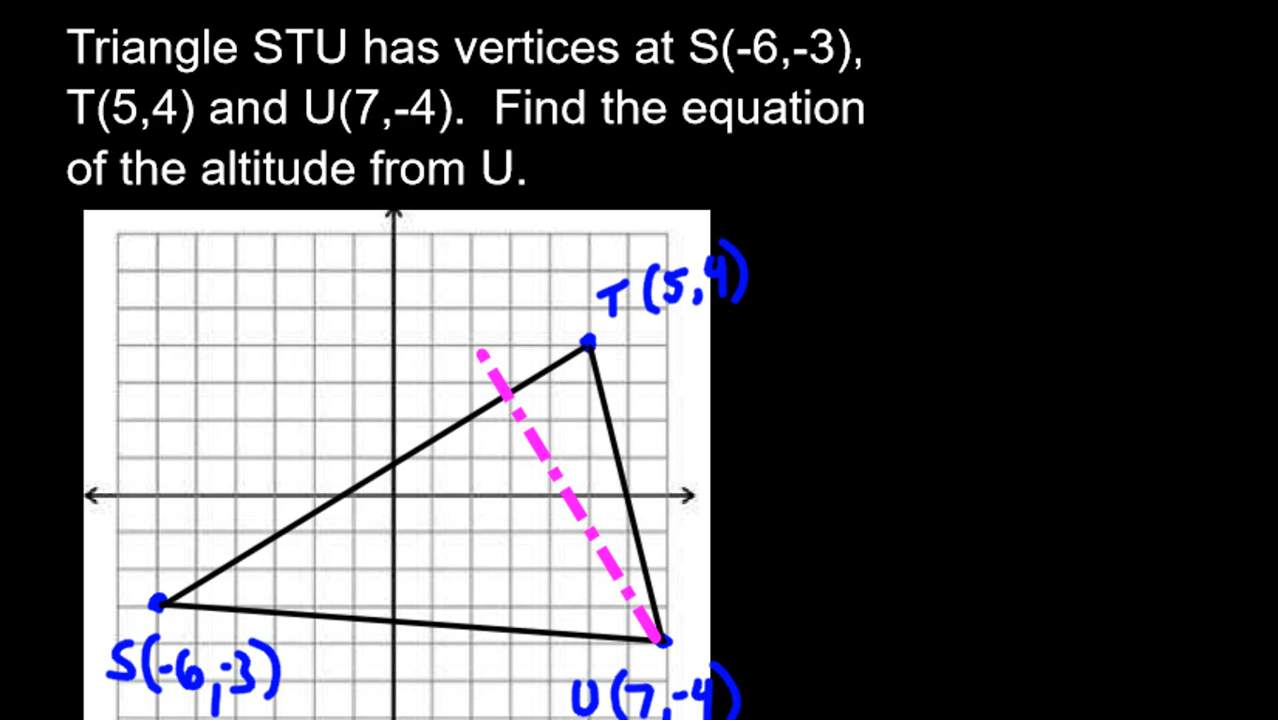 Triangle STU has vertices at S(-6,-3),
T(5,4) and U(7,-4).  Find the equation
of the altitude from U.
T (5,4)
S(-6,-3)
U(7,-4)